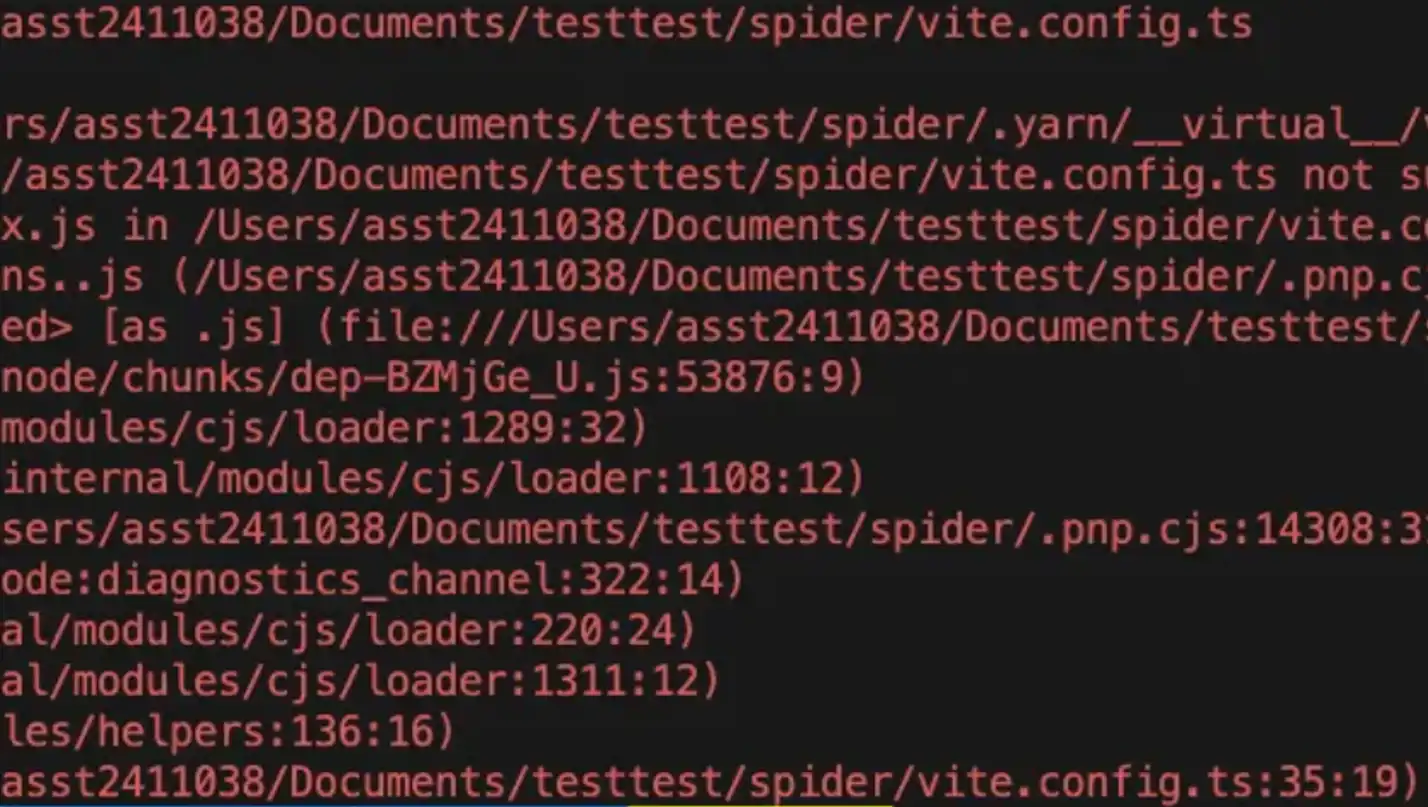 asst2411038/Documents/testtest/spider/vite.config.ts
rs/asst2411038/Documents/testtest/spider/.yarn/__virtual__/
/asst2411038/Documents/testtest/spider/vite.config.ts not
x.js in /Users/asst2411038/Documents/testtest/spider/vite.c
ns..js (/Users/asst2411038/Documents/testtest/spider/.pnp.c
ed> [as .js] (file:///Users/asst2411038/Documents/testtest/
node/chunks/dep-BZMjGe_U.js:53876:9)
modules/cjs/loader:1289:32)
internal/modules/cjs/loader:1108:12)
sers/asst2411038/Documents/testtest/spider/.pnp.cjs:14308:3
ode:diagnostics_channel:322:14)
al/modules/cjs/loader:220:24)
al/modules/cjs/loader:1311:12)
les/helpers:136:16)
asst2411038/Documents/testtest/spider/vite.config.ts:35:19)